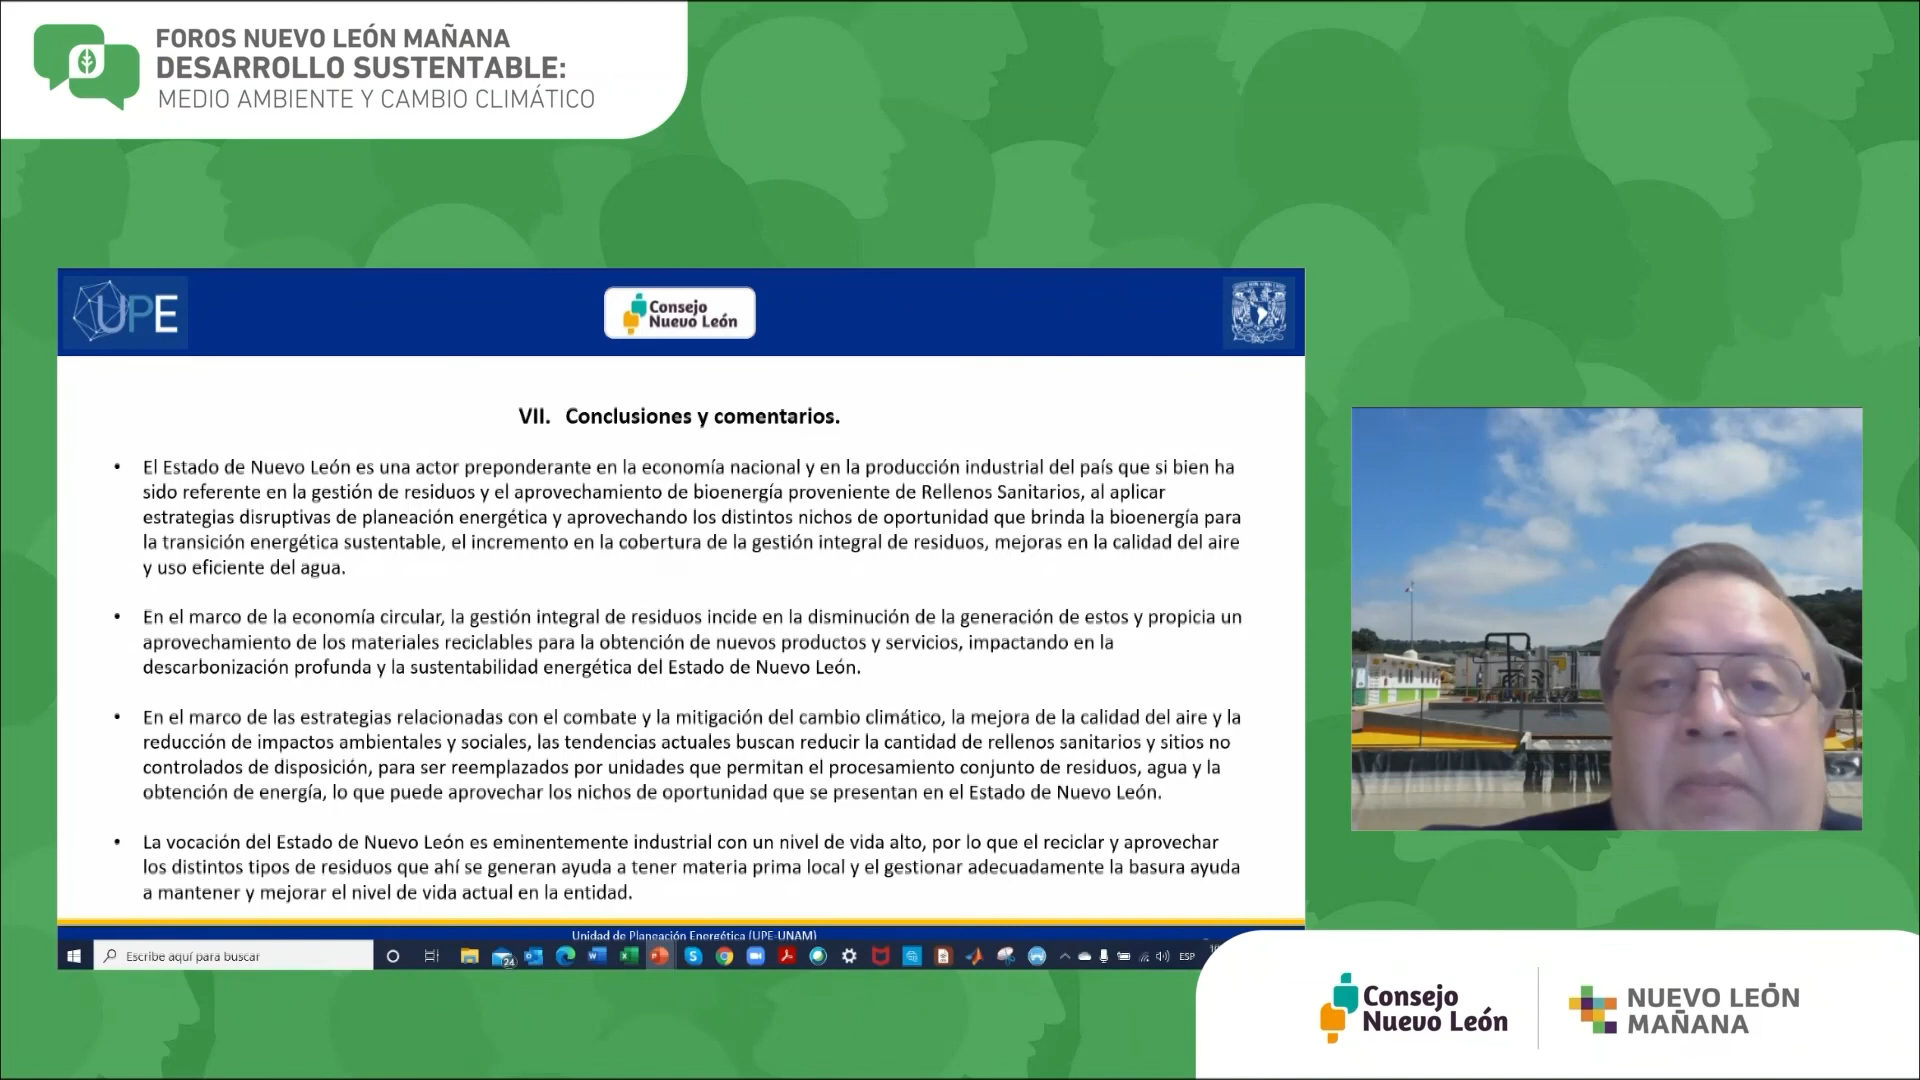 FOROS NUEVO LEÓN MAÑANA
DESARROLLO SUSTENTABLE:
MEDIO AMBIENTE Y CAMBIO CLIMÁTICO
UPE
Consejo
Nuevo León
VII. Conclusiones y comentarios.
• El Estado de Nuevo León es una actor preponderante en la economía nacional y en la producción industrial del país que si bien ha
sido referente en la gestión de residuos y el aprovechamiento de bioenergía proveniente de Rellenos Sanitarios, al aplicar
estrategias disruptivas de planeación energética y aprovechando los distintos nichos de oportunidad que brinda la bioenergía para
la transición energética sustentable, el incremento en la cobertura de la gestión integral de residuos, mejoras en la calidad del aire
y uso eficiente del agua.
• En el marco de la economía circular, la gestión integral de residuos incide en la disminución de la generación de estos y propicia un
aprovechamiento de los materiales reciclables para la obtención de nuevos productos y servicios, impactando en la
descarbonización profunda y la sustentabilidad energética del Estado de Nuevo León.
• En el marco de las estrategias relacionadas con el combate y la mitigación del cambio climático, la mejora de la calidad del aire y la
reducción de impactos ambientales y sociales, las tendencias actuales buscan reducir la cantidad de rellenos sanitarios y sitios no
controlados de disposición, para ser reemplazados por unidades que permitan el procesamiento conjunto de residuos, agua y la
obtención de energía, lo que puede aprovechar los nichos de oportunidad que se presentan en el Estado de Nuevo León.
• La vocación del Estado de Nuevo León es eminentemente industrial con un nivel de vida alto, por lo que el reciclar y aprovechar
los distintos tipos de residuos que ahí se generan ayuda a tener materia prima local y el gestionar adecuadamente la basura ayuda
a mantener y mejorar el nivel de vida actual en la entidad.
Unidad de Planeación Energética (UPE-UNAM)
Escribe aquí para buscar
24
ESP
Consejo
Nuevo León
NUEVO LEÓN
MAÑANA